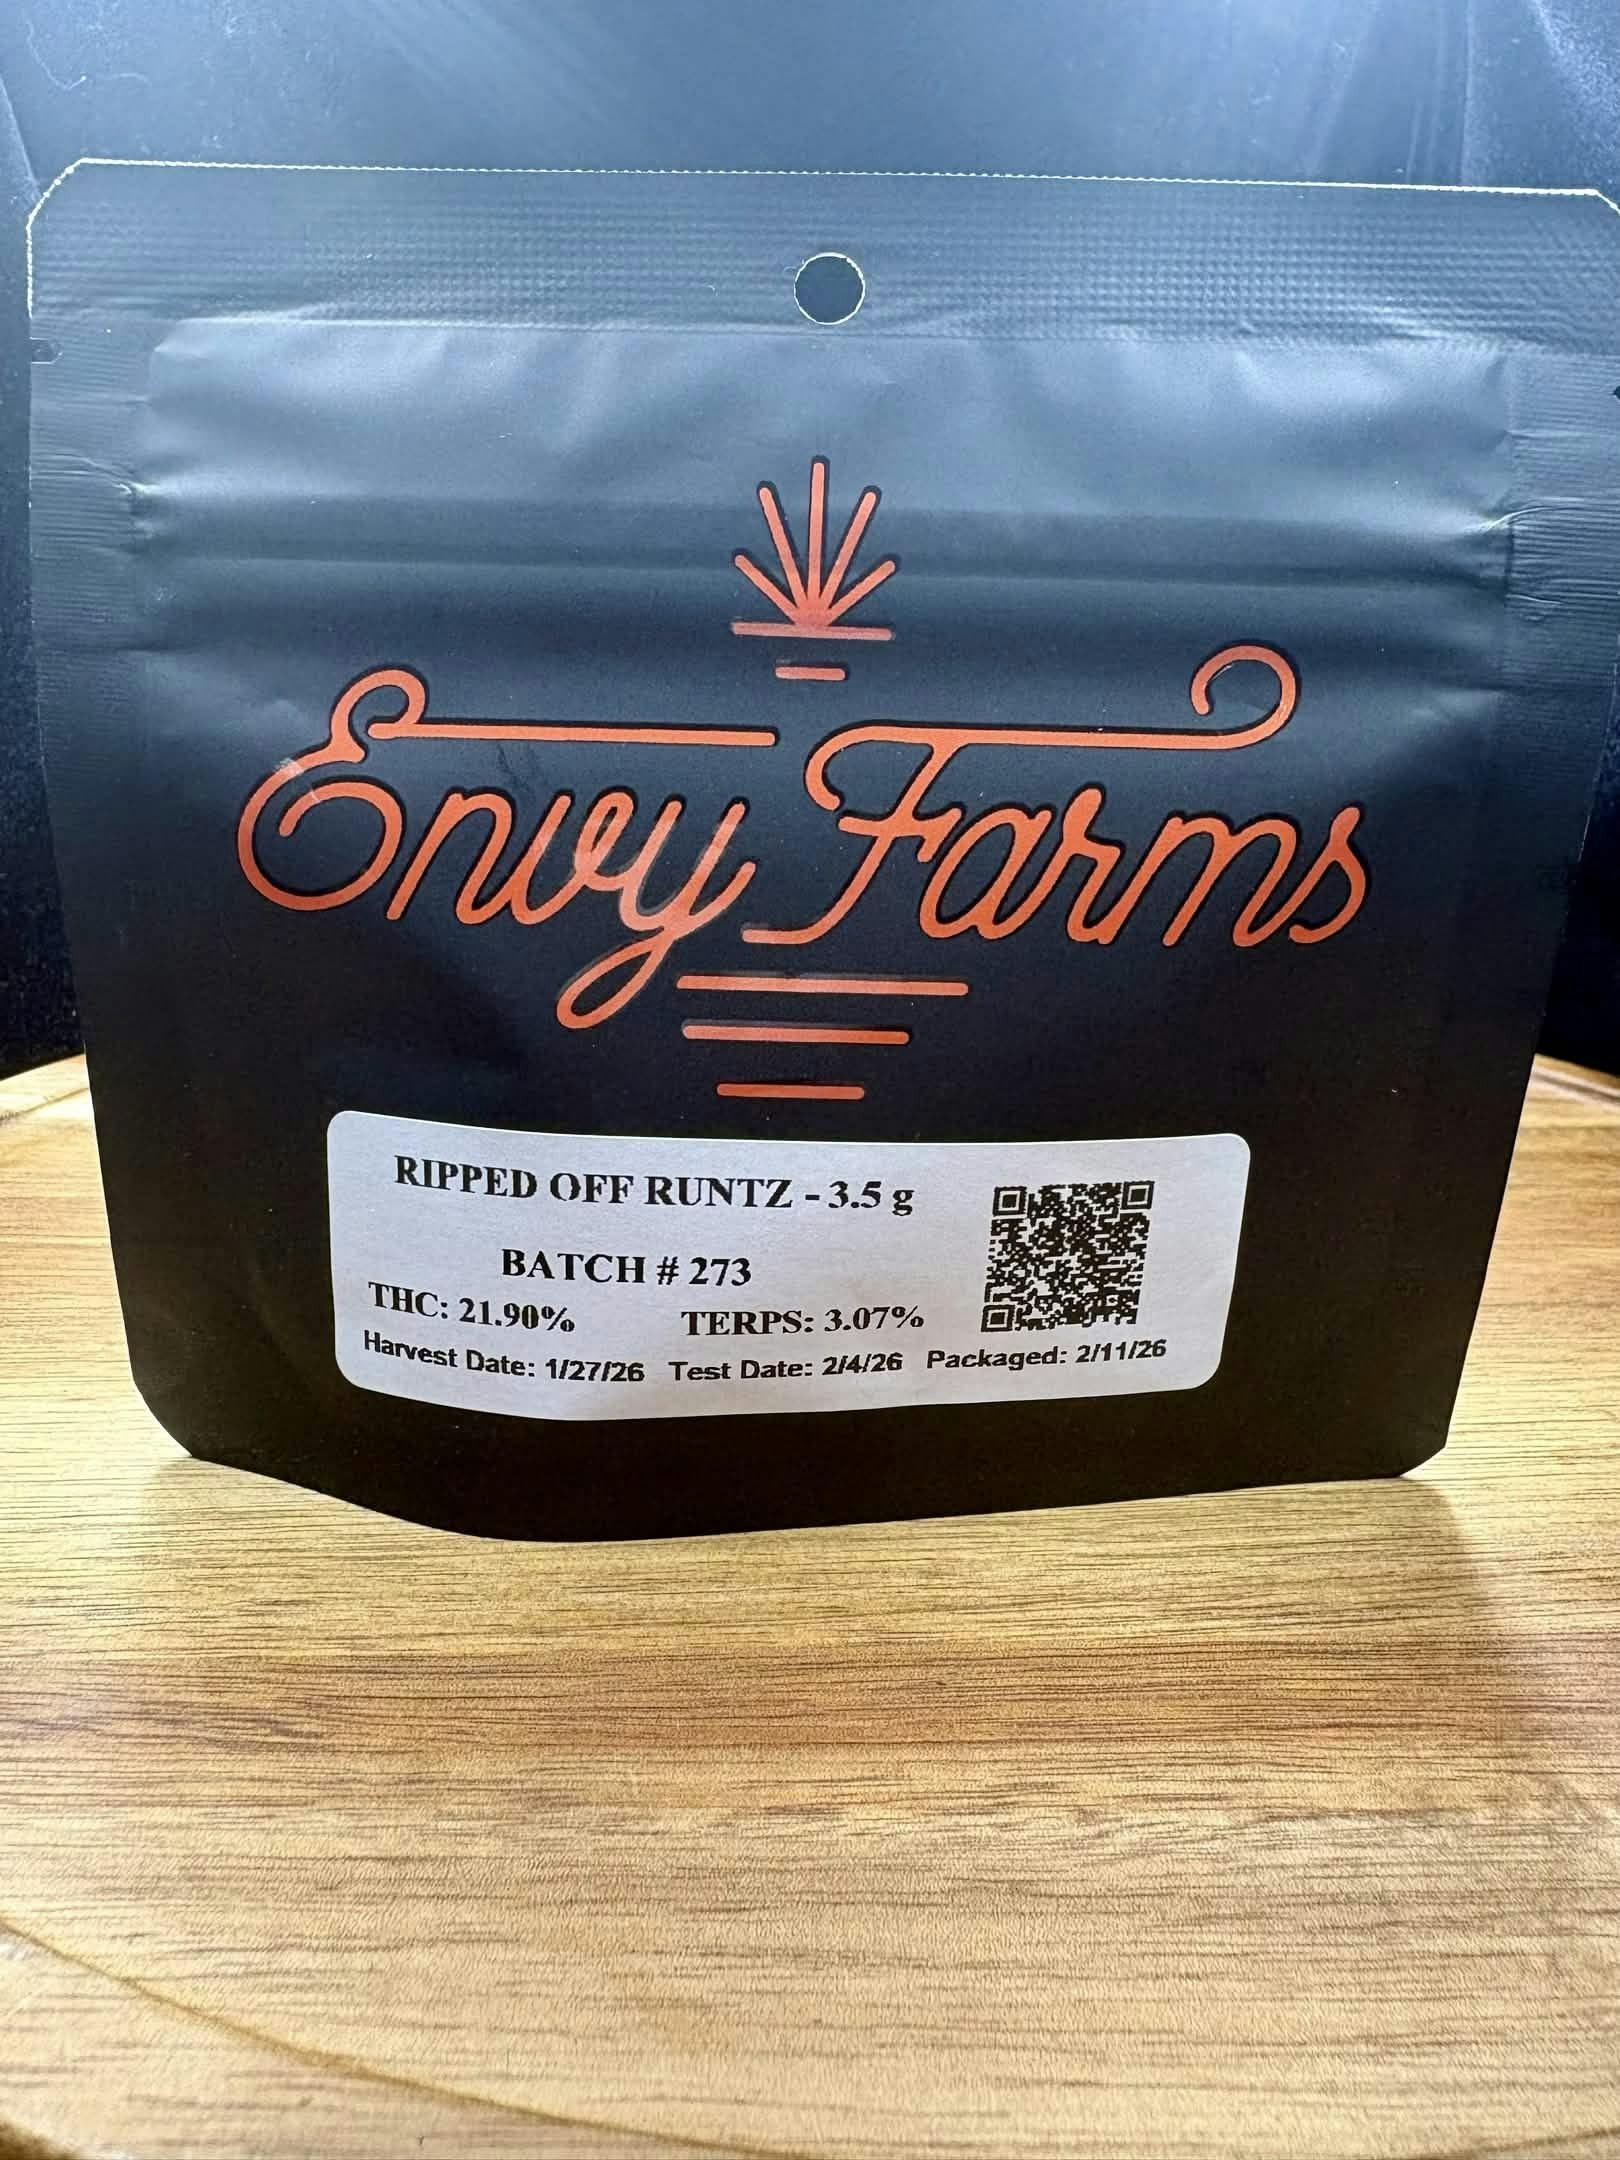 Envy Farms
RIPPED OFF RUNTZ - 3.5 g
BATCH # 273
THC: 21.90% TERPS: 3.07%
Harvest Date: 1/27/26 Test Date: 2/4/26 Packaged: 2/11/26